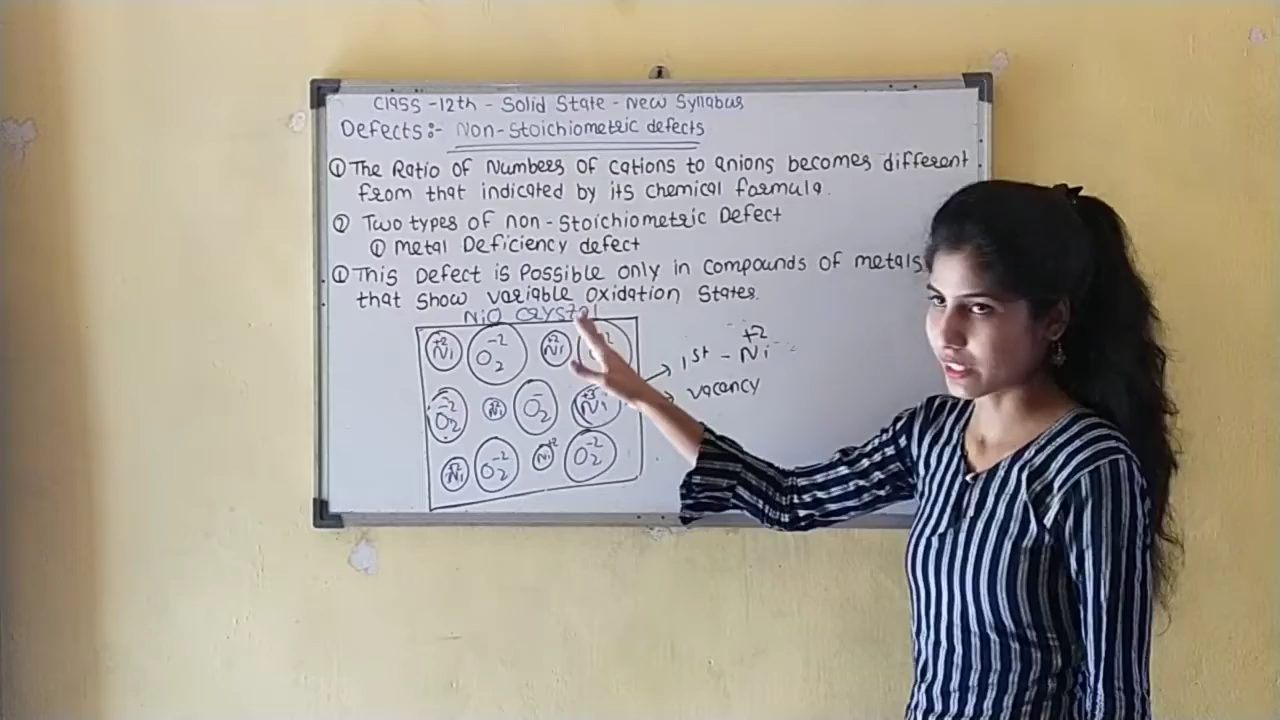 Class -12th - Solid State - New Syllabus
Defects:- Non-Stoichiometric defects
① The Ratio of Numbers of cations to anions becomes different
from that indicated by its chemical formula.
② Two types of non-Stoichiometric Defect
① Metal Deficiency defect
① This Defect is Possible only in compounds of metals
that show variable Oxidation States.
NiO Crystal
+2 Ni O2 -2 +2 Ni -2
O2 -2 Ni O2 - +3 Ni
+2 Ni O2 -2 Ni +2 O2 -2
→ 1st - Ni +2
→ vacancy